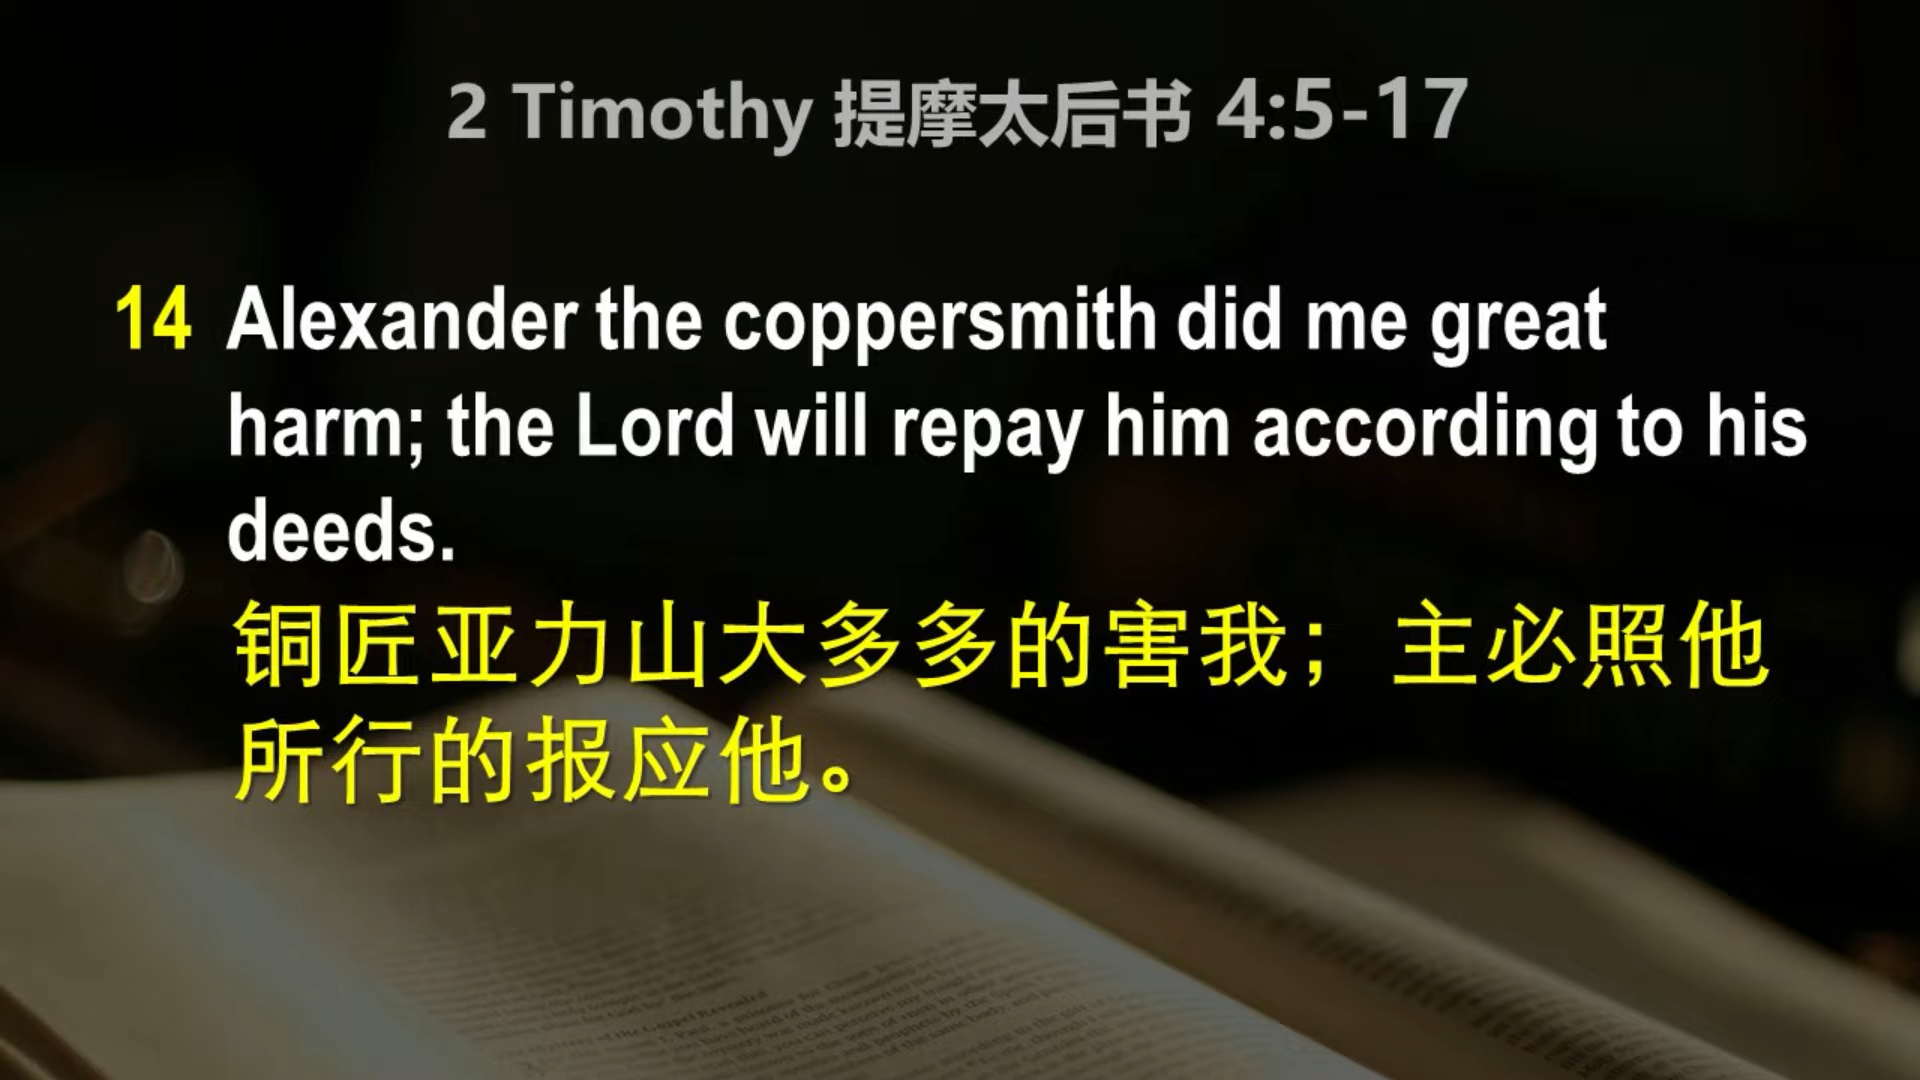 2 Timothy 提摩太后书 4:5-17
14 Alexander the coppersmith did me great
harm; the Lord will repay him according to his
deeds.
铜匠亚力山大多多的害我；主必照他
所行的报应他。